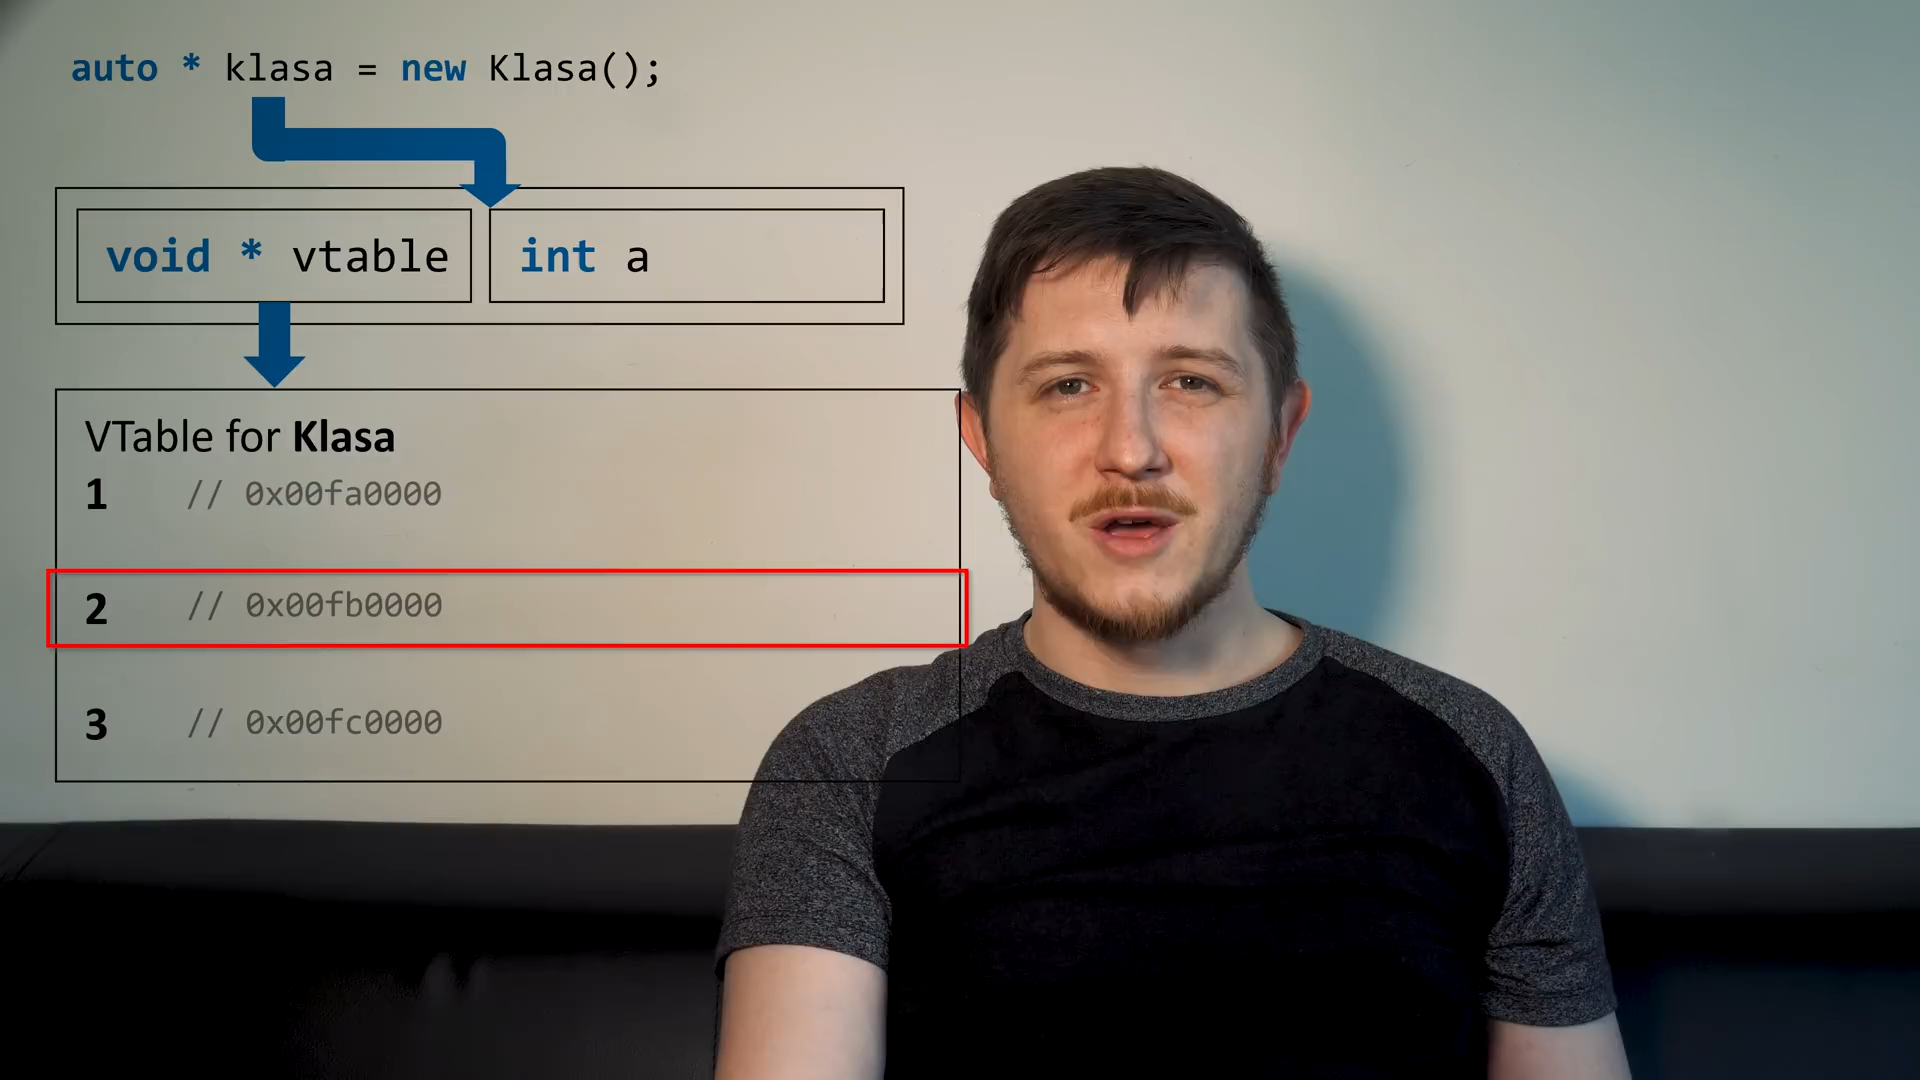 auto * klasa = new Klasa();
void * vtable
int a
VTable for Klasa
1 // 0x00fa0000
2 // 0x00fb0000
3 // 0x00fc0000